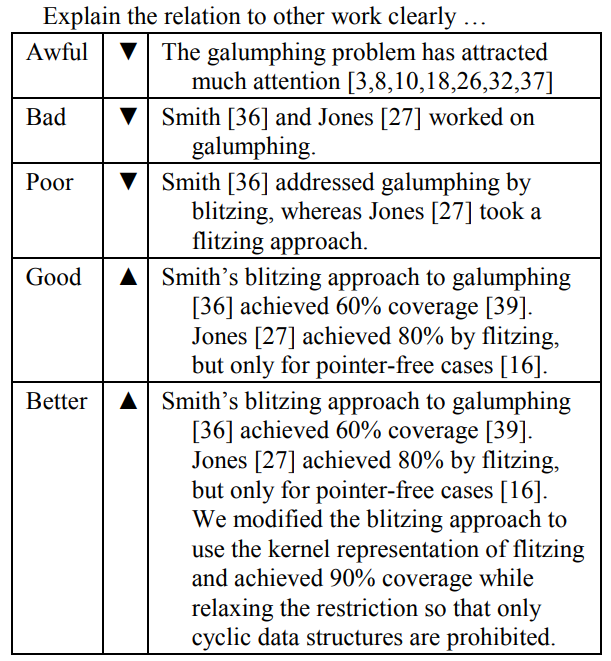 Explain the relation to other work clearly …
Awful ▼ The galumphing problem has attracted
much attention [3,8,10,18,26,32,37]
Bad ▼ Smith [36] and Jones [27] worked on
galumphing.
Poor ▼ Smith [36] addressed galumphing by
blitzing, whereas Jones [27] took a
flitzing approach.
Good ▲ Smith’s blitzing approach to galumphing
[36] achieved 60% coverage [39].
Jones [27] achieved 80% by flitzing,
but only for pointer-free cases [16].
Better ▲ Smith’s blitzing approach to galumphing
[36] achieved 60% coverage [39].
Jones [27] achieved 80% by flitzing,
but only for pointer-free cases [16].
We modified the blitzing approach to
use the kernel representation of flitzing
and achieved 90% coverage while
relaxing the restriction so that only
cyclic data structures are prohibited.